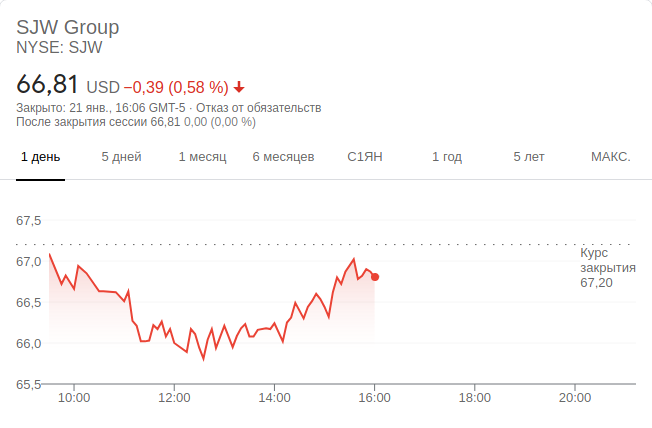 SJW Group
NYSE: SJW
66,81 USD −0,39 (0,58 %)
Закрыто: 21 янв., 16:06 GMT-5 · Отказ от обязательств
После закрытия сессии 66,81 0,00 (0,00 %)
1 день 5 дней 1 месяц 6 месяцев С1ЯН 1 год 5 лет МАКС.
67,5
67,0
66,5
66,0
65,5
Курс
закрытия
67,20
10:00 12:00 14:00 16:00 18:00 20:00